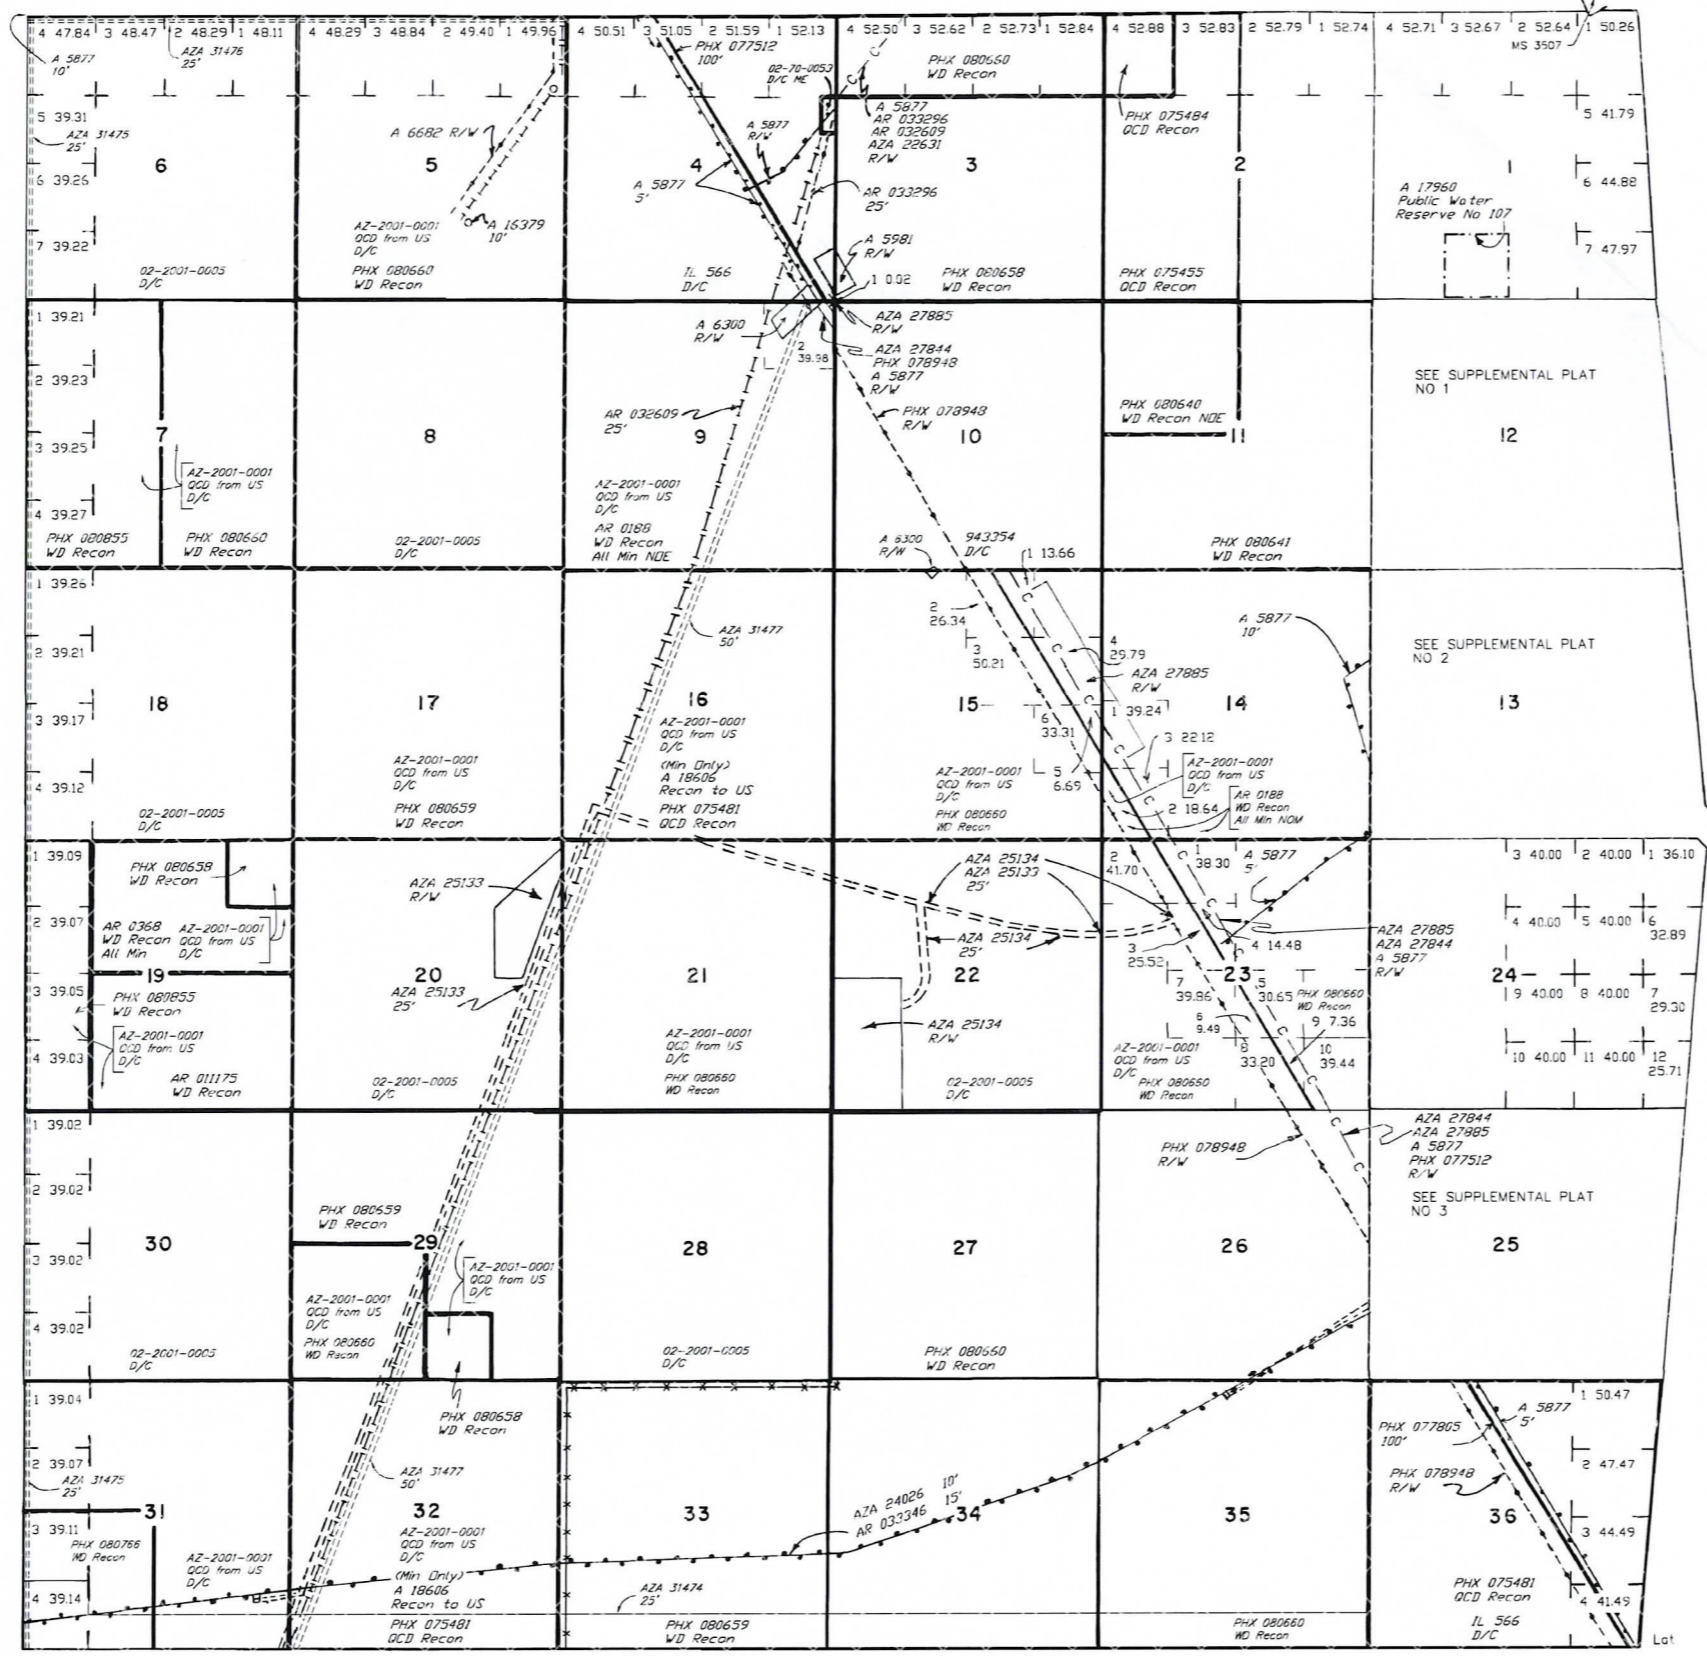 4 47.84 3 48.47 2 48.29 1 48.11
4 48.29 3 48.84 2 49.40 1 49.96
4 50.51 3 51.05 2 51.59 1 52.13
4 52.50 3 52.62 2 52.73 1 52.84
4 52.88 3 52.83 2 52.79 1 52.74
4 52.71 3 52.67 2 52.64 1 50.26
MS 3507
A 5877
10'
AZA 31476
25'
5 39.31
AZA 31475
25'
6
6 39.26
7 39.22
02-2001-0005
D/C
A 6682 R/W
5
A 16379
10'
AZ-2001-0001
QCD from US
D/C
PHX 080660
WD Recon
PHX 077512
100'
02-70-0053
D/C ME
A 5877
R/W
4
A 5877
5'
AR 033296
25'
IL 566
D/C
PHX 080660
WD Recon
A 5877
AR 033296
AR 032609
AZA 22631
R/W
3
A 5981
R/W
1 0.02
PHX 080658
WD Recon
PHX 075484
QCD Recon
2
PHX 075455
QCD Recon
5 41.79
A 17960
Public Water
Reserve No 107
1
6 44.88
7 47.97
1 39.21
2 39.23
7
3 39.25
AZ-2001-0001
QCD from US
D/C
4 39.27
PHX 080855
WD Recon
PHX 080660
WD Recon
8
02-2001-0005
D/C
A 6300
R/W
2
39.98
AR 032609
25'
9
AZ-2001-0001
QCD from US
D/C
AR 0188
WD Recon
All Min NOE
AZA 27885
R/W
AZA 27844
PHX 078948
A 5877
R/W
PHX 078948
R/W
10
A 6300
R/W
943354
D/C
PHX 080640
WD Recon NOE
11
PHX 080641
WD Recon
SEE SUPPLEMENTAL PLAT
NO 1
12
1 39.26
2 39.21
18
3 39.17
4 39.12
02-2001-0005
D/C
17
AZ-2001-0001
QCD from US
D/C
PHX 080659
WD Recon
AZA 31477
50'
16
AZ-2001-0001
QCD from US
D/C
(Min Only)
A 18606
Recon to US
PHX 075481
QCD Recon
1 13.66
2
26.34
3
50.21
15
6
33.31
5
6.69
AZ-2001-0001
QCD from US
D/C
PHX 080660
WD Recon
4
29.79
AZA 27885
R/W
1 39.24
A 5877
10'
14
3 22.12
AZ-2001-0001
QCD from US
D/C
2 18.64
AR 0188
WD Recon
All Min NOM
SEE SUPPLEMENTAL PLAT
NO 2
13
1 39.09
PHX 080658
WD Recon
2 39.07
AR 0368
WD Recon
All Min
AZ-2001-0001
QCD from US
D/C
19
3 39.05
PHX 080855
WD Recon
AZ-2001-0001
QCD from US
D/C
4 39.03
AR 011175
WD Recon
AZA 25133
R/W
20
AZA 25133
25'
02-2001-0005
D/C
21
AZ-2001-0001
QCD from US
D/C
PHX 080660
WD Recon
AZA 25134
AZA 25133
25'
AZA 25134
25'
22
AZA 25134
R/W
02-2001-0005
D/C
2
41.70
1
38.30
A 5877
5'
3
25.52
4 14.48
AZA 27885
AZA 27844
A 5877
R/W
23
7
39.86
5
30.65
PHX 080660
WD Recon
6
9.49
9 7.36
8
33.20
10
39.44
AZ-2001-0001
QCD from US
D/C
PHX 080660
WD Recon
3 40.00 2 40.00 1 36.10
4 40.00 5 40.00 6
32.89
24
9 40.00 8 40.00 7
29.30
10 40.00 11 40.00 12
25.71
1 39.02
2 39.02
30
3 39.02
4 39.02
02-2001-0005
D/C
PHX 080659
WD Recon
29
AZ-2001-0001
QCD from US
D/C
AZ-2001-0001
QCD from US
D/C
PHX 080660
WD Recon
28
02-2001-0005
D/C
27
PHX 080660
WD Recon
PHX 078948
R/W
26
AZA 27844
AZA 27885
A 5877
PHX 077512
R/W
SEE SUPPLEMENTAL PLAT
NO 3
25
1 39.04
2 39.07
AZA 31475
25'
31
3 39.11
PHX 080766
WD Recon
AZ-2001-0001
QCD from US
D/C
4 39.14
PHX 080658
WD Recon
AZA 31477
50'
32
AZ-2001-0001
QCD from US
D/C
(Min Only)
A 18606
Recon to US
PHX 075481
QCD Recon
33
AZA 31474
25'
PHX 080659
WD Recon
AZA 24026 10'
AR 033346 15'
34
35
PHX 080660
WD Recon
1 50.47
A 5877
5'
PHX 077805
100'
2 47.47
PHX 078948
R/W
36
3 44.49
PHX 075481
QCD Recon
4 41.49
IL 566
D/C
Lat